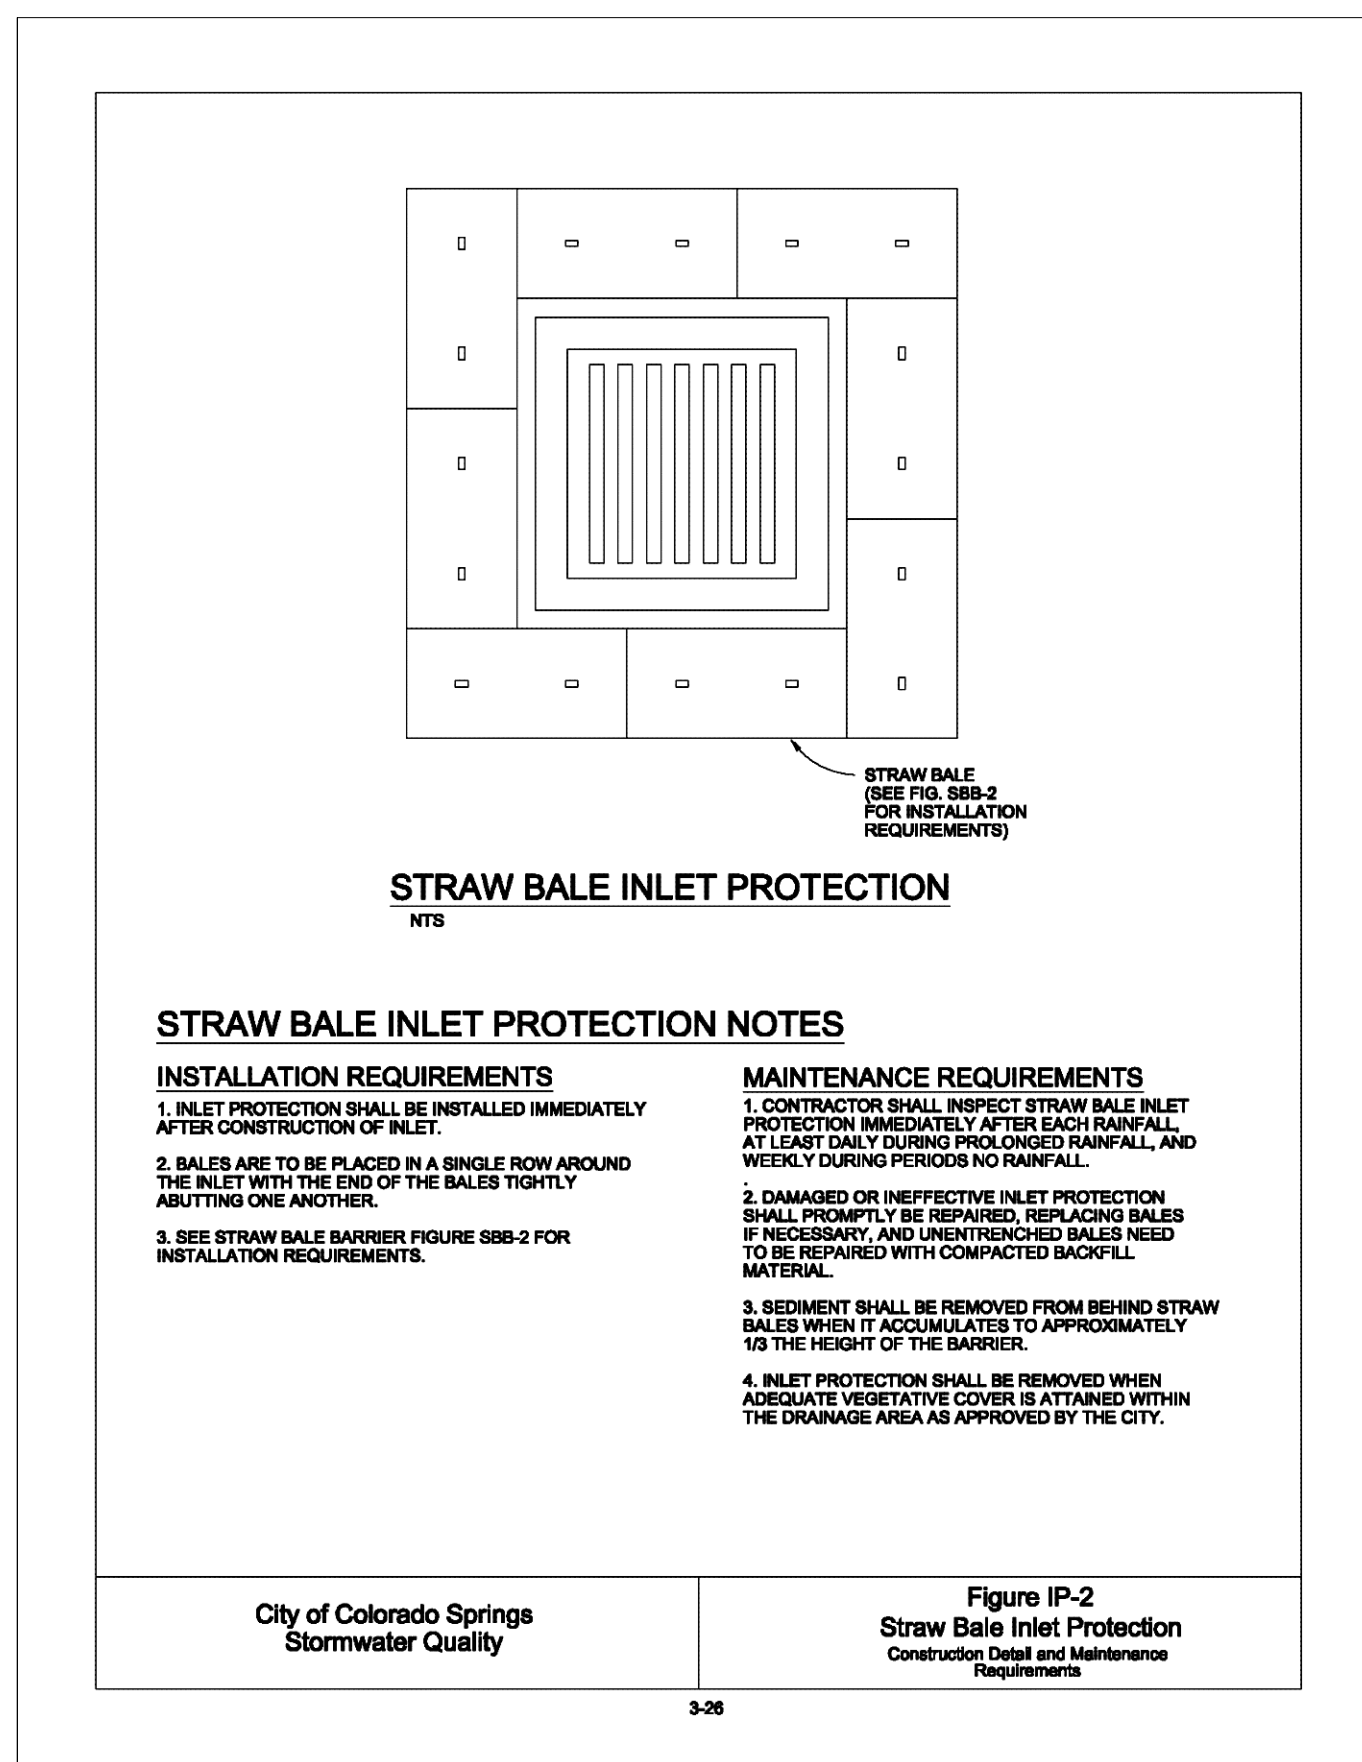 STRAW BALE
(SEE FIG. SBB-2
FOR INSTALLATION
REQUIREMENTS)
STRAW BALE INLET PROTECTION
NTS
STRAW BALE INLET PROTECTION NOTES
INSTALLATION REQUIREMENTS
1. INLET PROTECTION SHALL BE INSTALLED IMMEDIATELY
AFTER CONSTRUCTION OF INLET.
2. BALES ARE TO BE PLACED IN A SINGLE ROW AROUND
THE INLET WITH THE END OF THE BALES TIGHTLY
ABUTTING ONE ANOTHER.
3. SEE STRAW BALE BARRIER FIGURE SBB-2 FOR
INSTALLATION REQUIREMENTS.
MAINTENANCE REQUIREMENTS
1. CONTRACTOR SHALL INSPECT STRAW BALE INLET
PROTECTION IMMEDIATELY AFTER EACH RAINFALL,
AT LEAST DAILY DURING PROLONGED RAINFALL, AND
WEEKLY DURING PERIODS NO RAINFALL.
.
2. DAMAGED OR INEFFECTIVE INLET PROTECTION
SHALL PROMPTLY BE REPAIRED, REPLACING BALES
IF NECESSARY, AND UNENTRENCHED BALES NEED
TO BE REPAIRED WITH COMPACTED BACKFILL
MATERIAL.
3. SEDIMENT SHALL BE REMOVED FROM BEHIND STRAW
BALES WHEN IT ACCUMULATES TO APPROXIMATELY
1/3 THE HEIGHT OF THE BARRIER.
4. INLET PROTECTION SHALL BE REMOVED WHEN
ADEQUATE VEGETATIVE COVER IS ATTAINED WITHIN
THE DRAINAGE AREA AS APPROVED BY THE CITY.
City of Colorado Springs
Stormwater Quality
Figure IP-2
Straw Bale Inlet Protection
Construction Detail and Maintenance
Requirements
3-26